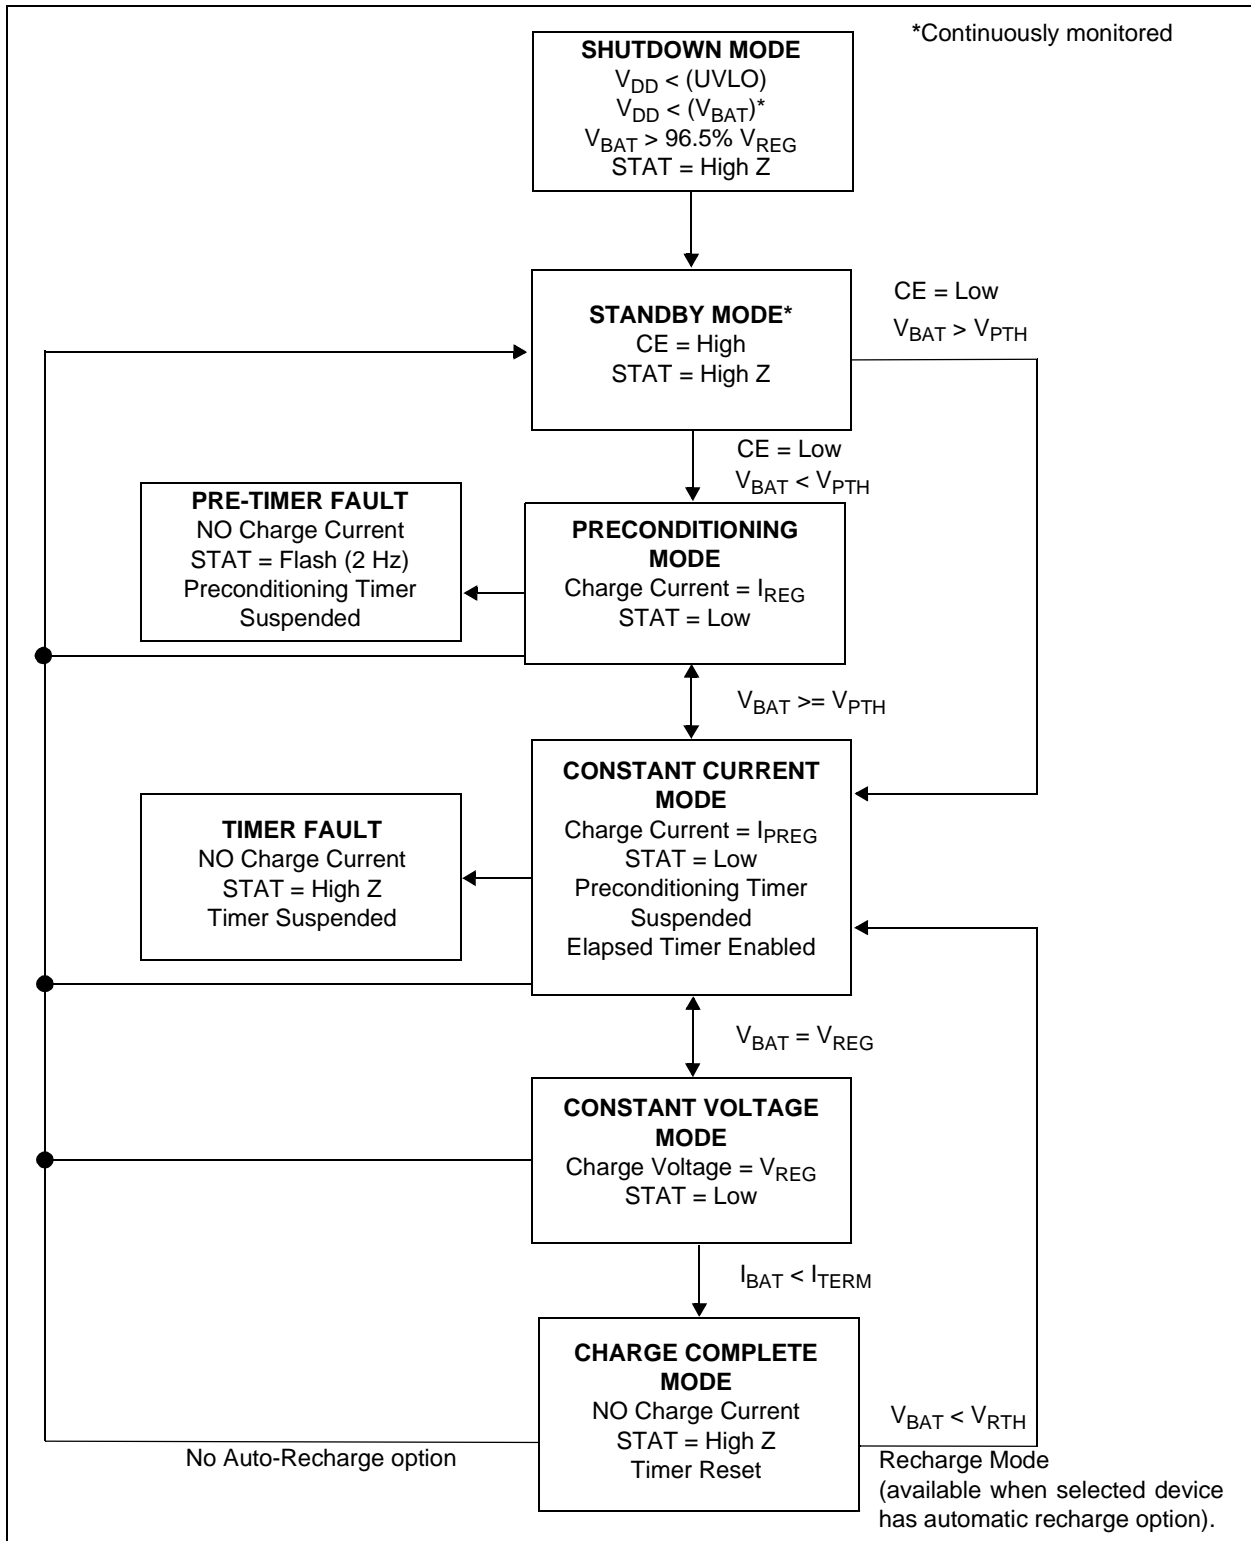 *Continuously monitored
SHUTDOWN MODE
VDD < (UVLO)
VDD < (VBAT)*
VBAT > 96.5% VREG
STAT = High Z
CE = Low
VBAT > VPTH
STANDBY MODE*
CE = High
STAT = High Z
CE = Low
VBAT < VPTH
PRE-TIMER FAULT
NO Charge Current
STAT = Flash (2 Hz)
Preconditioning Timer
Suspended
PRECONDITIONING
MODE
Charge Current = IREG
STAT = Low
VBAT >= VPTH
CONSTANT CURRENT
MODE
Charge Current = IPREG
STAT = Low
Preconditioning Timer
Suspended
Elapsed Timer Enabled
TIMER FAULT
NO Charge Current
STAT = High Z
Timer Suspended
VBAT = VREG
CONSTANT VOLTAGE
MODE
Charge Voltage = VREG
STAT = Low
IBAT < ITERM
CHARGE COMPLETE
MODE
NO Charge Current
STAT = High Z
Timer Reset
No Auto-Recharge option
VBAT < VRTH
Recharge Mode
(available when selected device
has automatic recharge option).